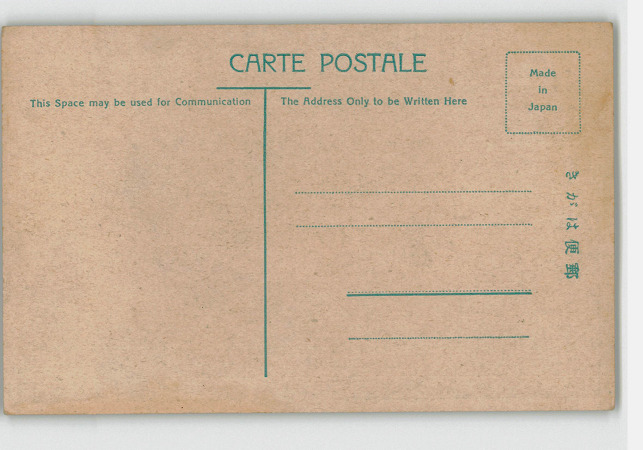 CARTE POSTALE
This Space may be used for Communication
The Address Only to be Written Here
Made
in
Japan
きがは便郵